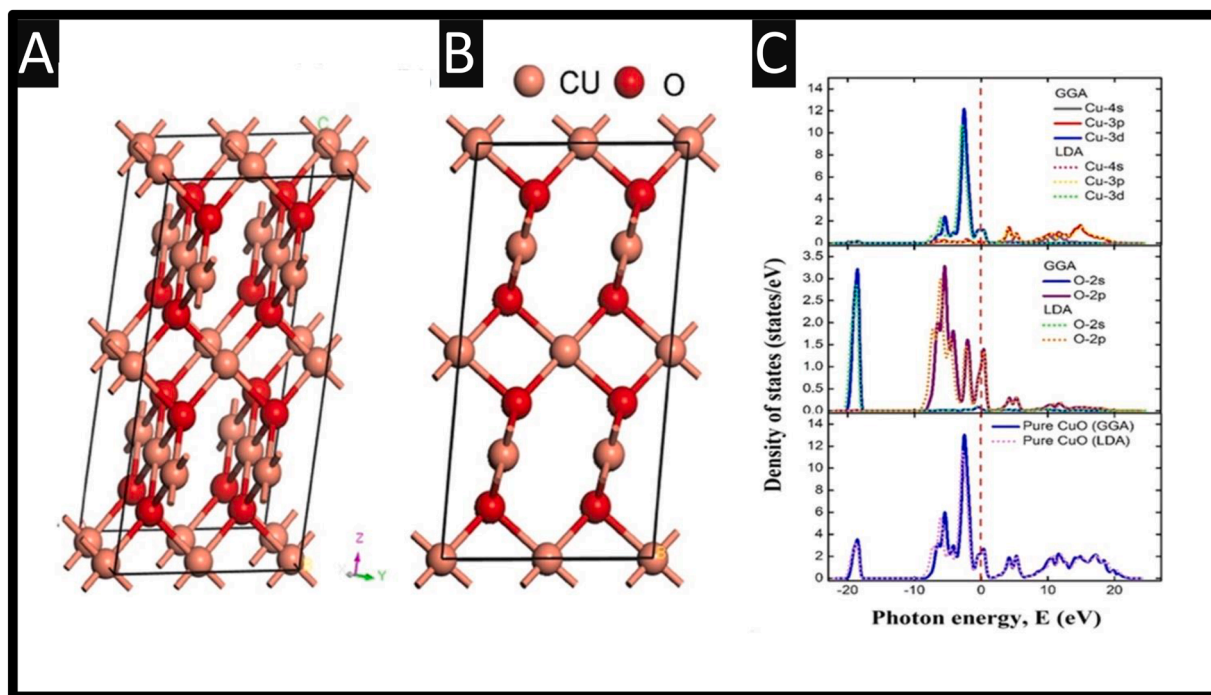 A
B
C
CU
O
C
B
Z
X
Y
14
12
10
8
6
4
2
0
GGA
Cu-4s
Cu-3p
Cu-3d
LDA
Cu-4s
Cu-3p
Cu-3d
3.5
3.0
2.5
2.0
1.5
1.0
0.5
0.0
GGA
O-2s
O-2p
LDA
O-2s
O-2p
14
12
10
8
6
4
2
0
Pure CuO (GGA)
Pure CuO (LDA)
Density of states (states/eV)
-20 -10 0 10 20
Photon energy, E (eV)